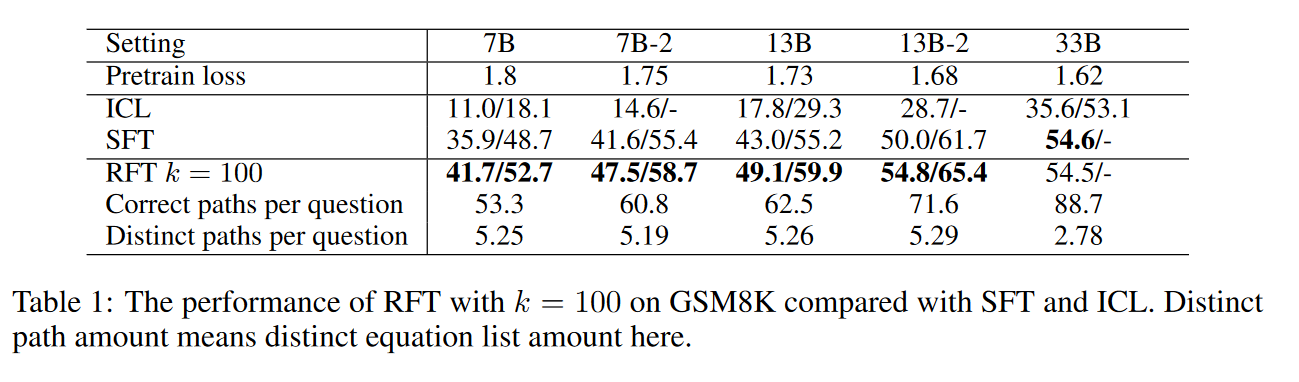 Setting 7B 7B-2 13B 13B-2 33B
Pretrain loss 1.8 1.75 1.73 1.68 1.62
ICL 11.0/18.1 14.6/- 17.8/29.3 28.7/- 35.6/53.1
SFT 35.9/48.7 41.6/55.4 43.0/55.2 50.0/61.7 54.6/-
RFT k = 100 41.7/52.7 47.5/58.7 49.1/59.9 54.8/65.4 54.5/-
Correct paths per question 53.3 60.8 62.5 71.6 88.7
Distinct paths per question 5.25 5.19 5.26 5.29 2.78
Table 1: The performance of RFT with k = 100 on GSM8K compared with SFT and ICL. Distinct
path amount means distinct equation list amount here.